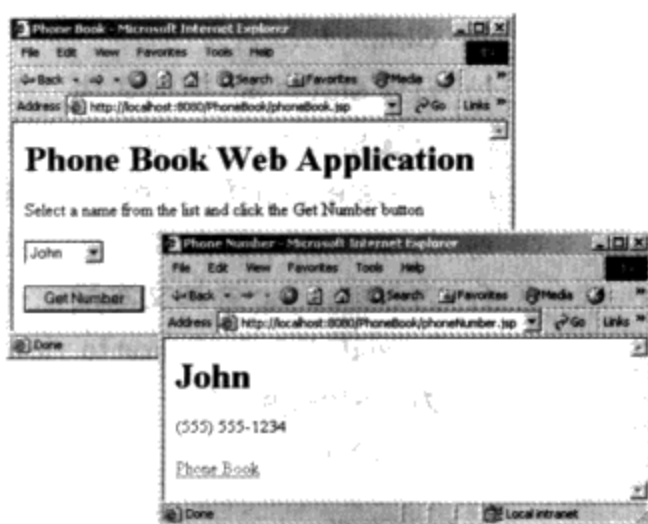 Phone Book - Microsoft Internet Explorer
File Edit View Favorites Tools Help
Back Search Favorites Media
Address http://localhost:8080/PhoneBook/phoneBook.jsp Go Links
Phone Book Web Application
Select a name from the list and click the Get Number button
John
Get Number
Done
Phone Number - Microsoft Internet Explorer
File Edit View Favorites Tools Help
Back Search Favorites Media
Address http://localhost:8080/PhoneBook/phoneNumber.jsp Go Links
John
(555) 555-1234
Phone Book
Done Local intranet